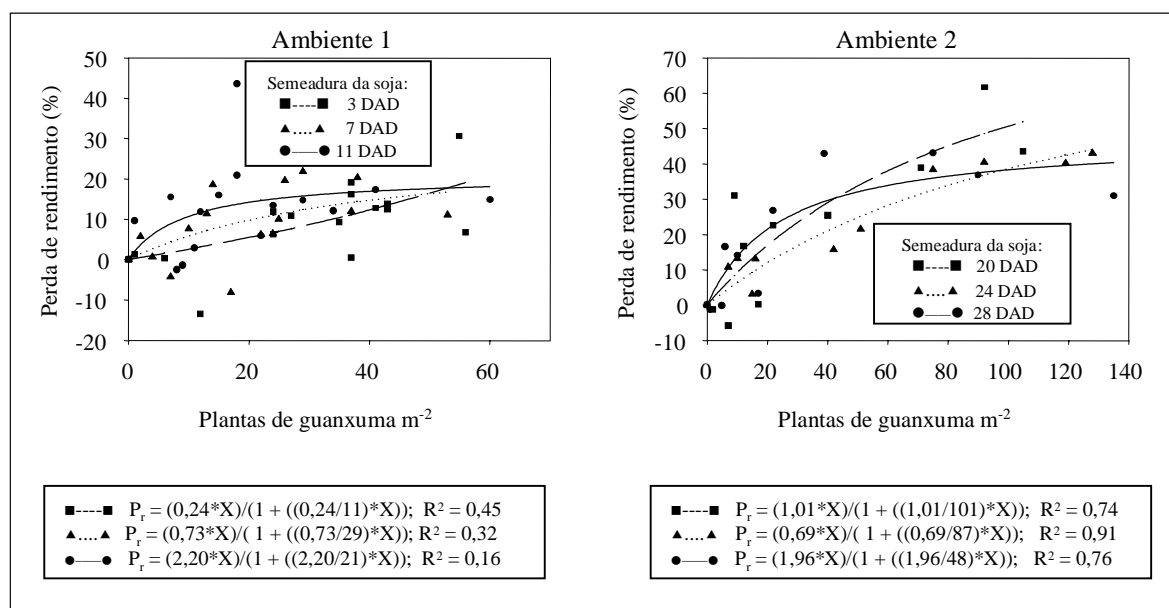 Ambiente 1
Perda de rendimento (%)
50
40
30
20
10
0
-10
-20
Semeadura da soja:
3 DAD
7 DAD
11 DAD
0 20 40 60
Plantas de guanxuma m-2
Pr = (0,24*X)/(1 + ((0,24/11)*X)); R2 = 0,45
Pr = (0,73*X)/( 1 + ((0,73/29)*X)); R2 = 0,32
Pr = (2,20*X)/(1 + ((2,20/21)*X)); R2 = 0,16
Ambiente 2
Perda de rendimento (%)
70
60
50
40
30
20
10
0
-10
Semeadura da soja:
20 DAD
24 DAD
28 DAD
0 20 40 60 80 100 120 140
Plantas de guanxuma m-2
Pr = (1,01*X)/(1 + ((1,01/101)*X)); R2 = 0,74
Pr = (0,69*X)/( 1 + ((0,69/87)*X)); R2 = 0,91
Pr = (1,96*X)/(1 + ((1,96/48)*X)); R2 = 0,76